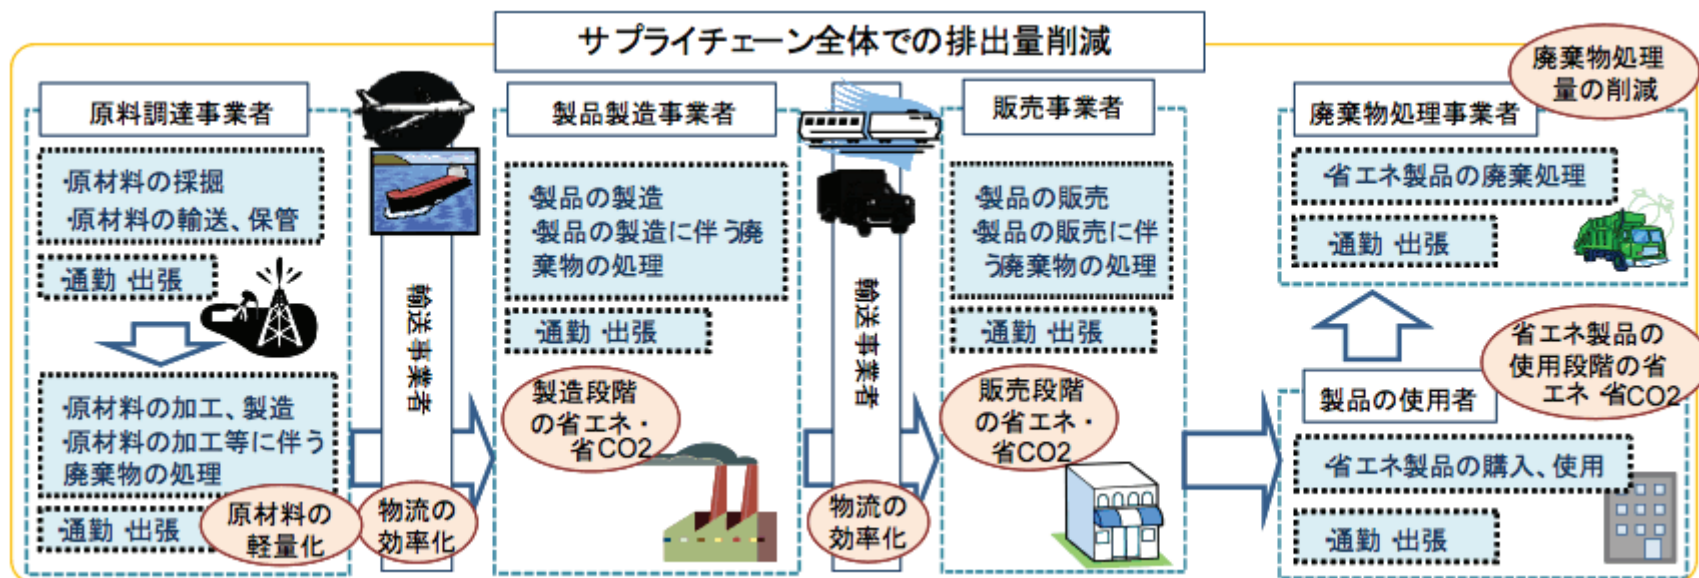 サプライチェーン全体での排出量削減
原料調達事業者
・原材料の採掘
・原材料の輸送、保管
・通勤・出張
・原材料の加工、製造
・原材料の加工等に伴う
廃棄物の処理
・通勤・出張
原材料の
軽量化
輸送事業者
物流の
効率化
製品製造事業者
・製品の製造
・製品の製造に伴う廃
棄物の処理
・通勤・出張
製造段階
の省エネ・
省CO2
輸送事業者
物流の
効率化
販売事業者
・製品の販売
・製品の販売に伴
う廃棄物の処理
・通勤・出張
販売段階
の省エネ・
省CO2
廃棄物処理
量の削減
廃棄物処理事業者
・省エネ製品の廃棄処理
・通勤・出張
省エネ製品の
使用段階の省
エネ・省CO2
製品の使用者
・省エネ製品の購入、使用
・通勤・出張